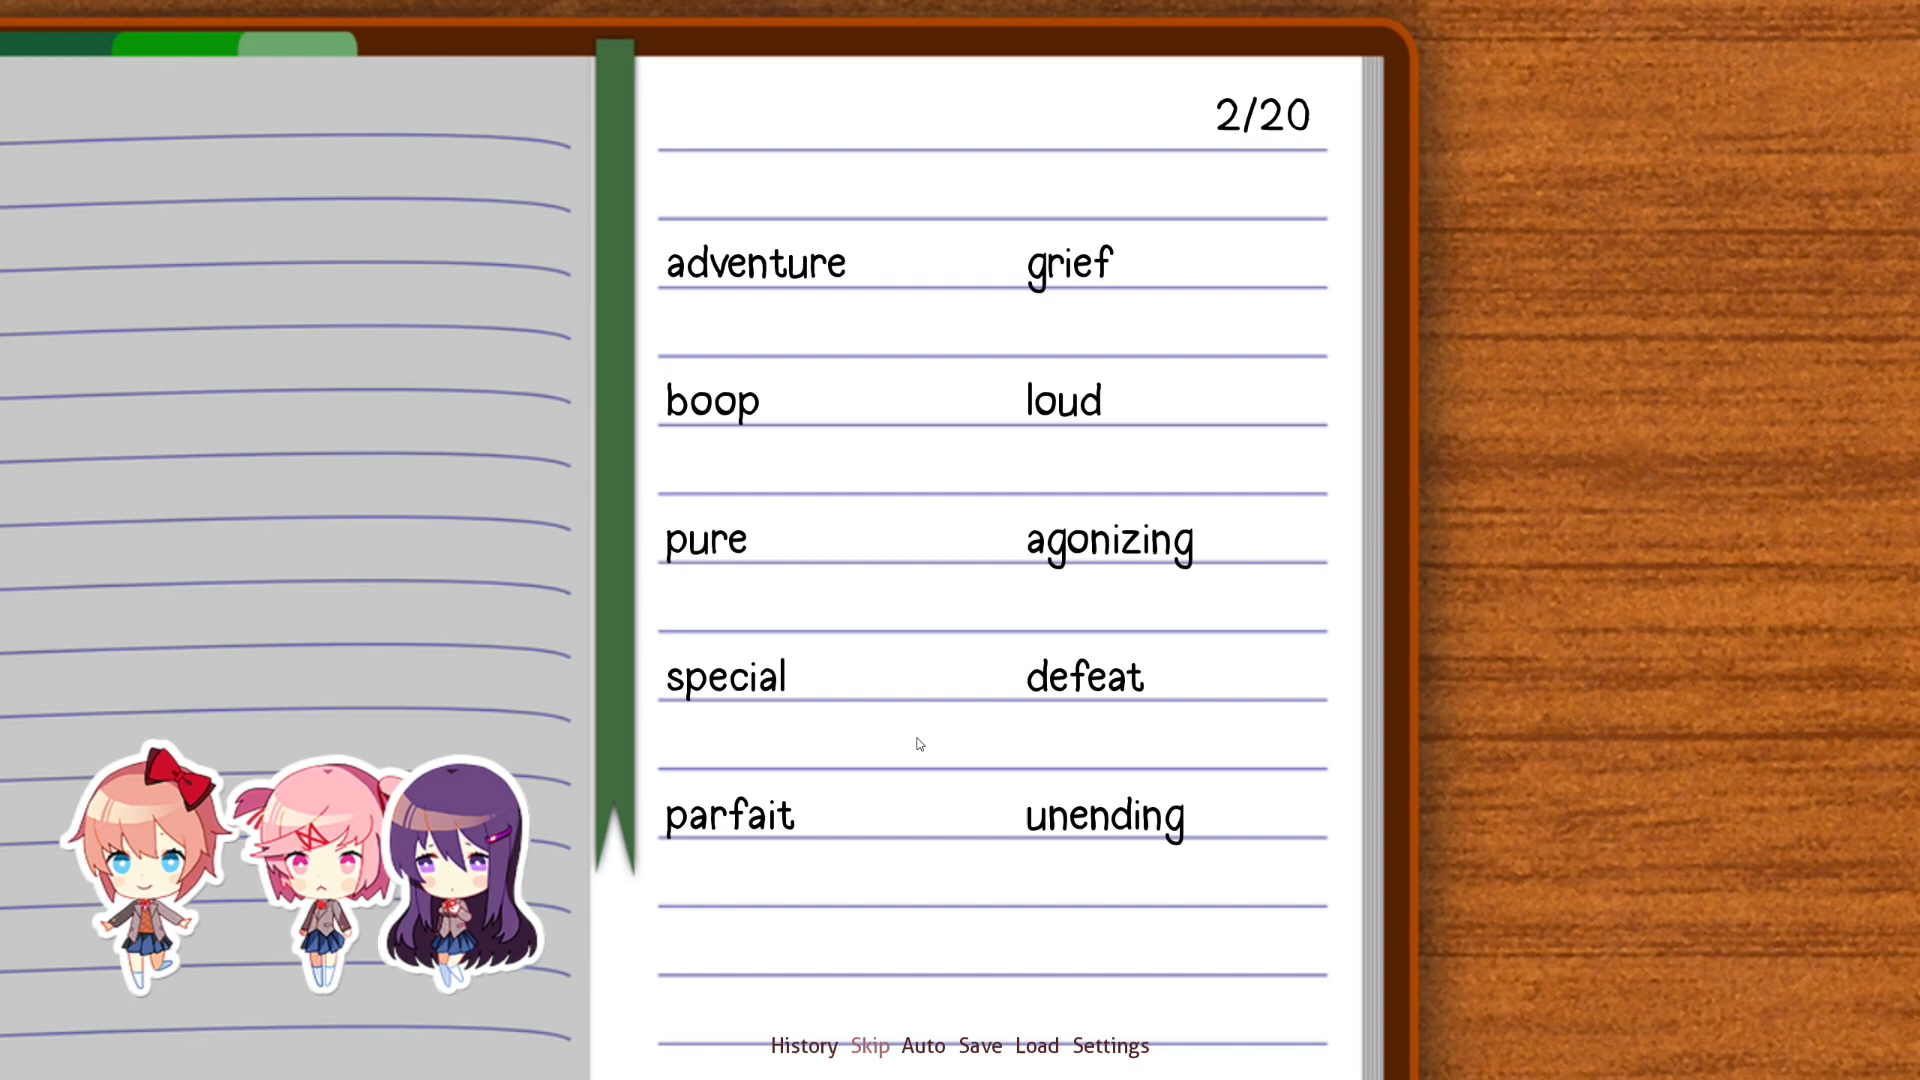 2/20
adventure grief
boop loud
pure agonizing
special defeat
parfait unending
History Skip Auto Save Load Settings